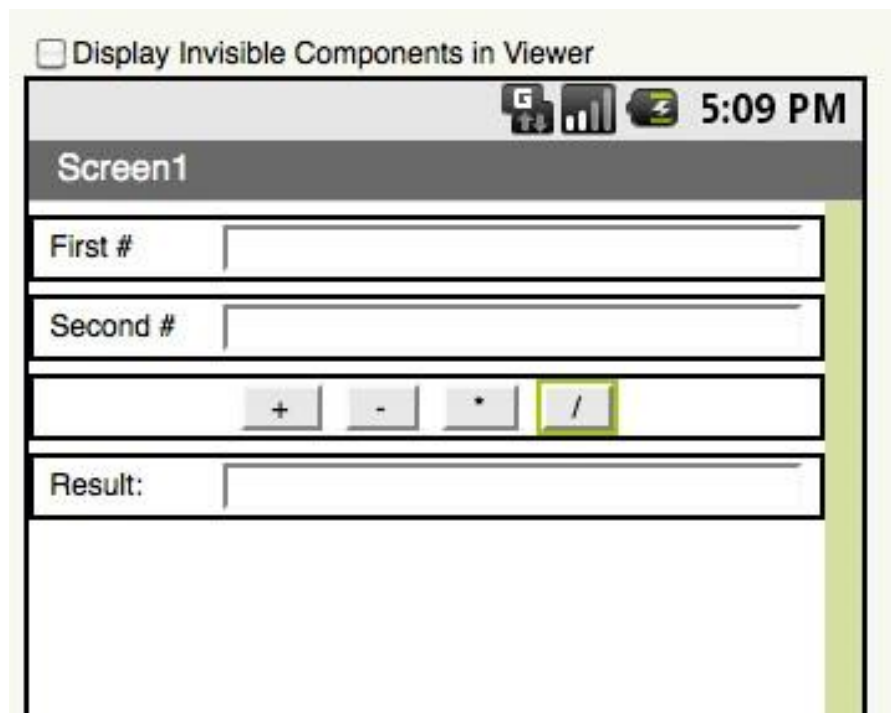 Display Invisible Components in Viewer
G 5:09 PM
Screen1
First #
Second #
+ - * /
Result: